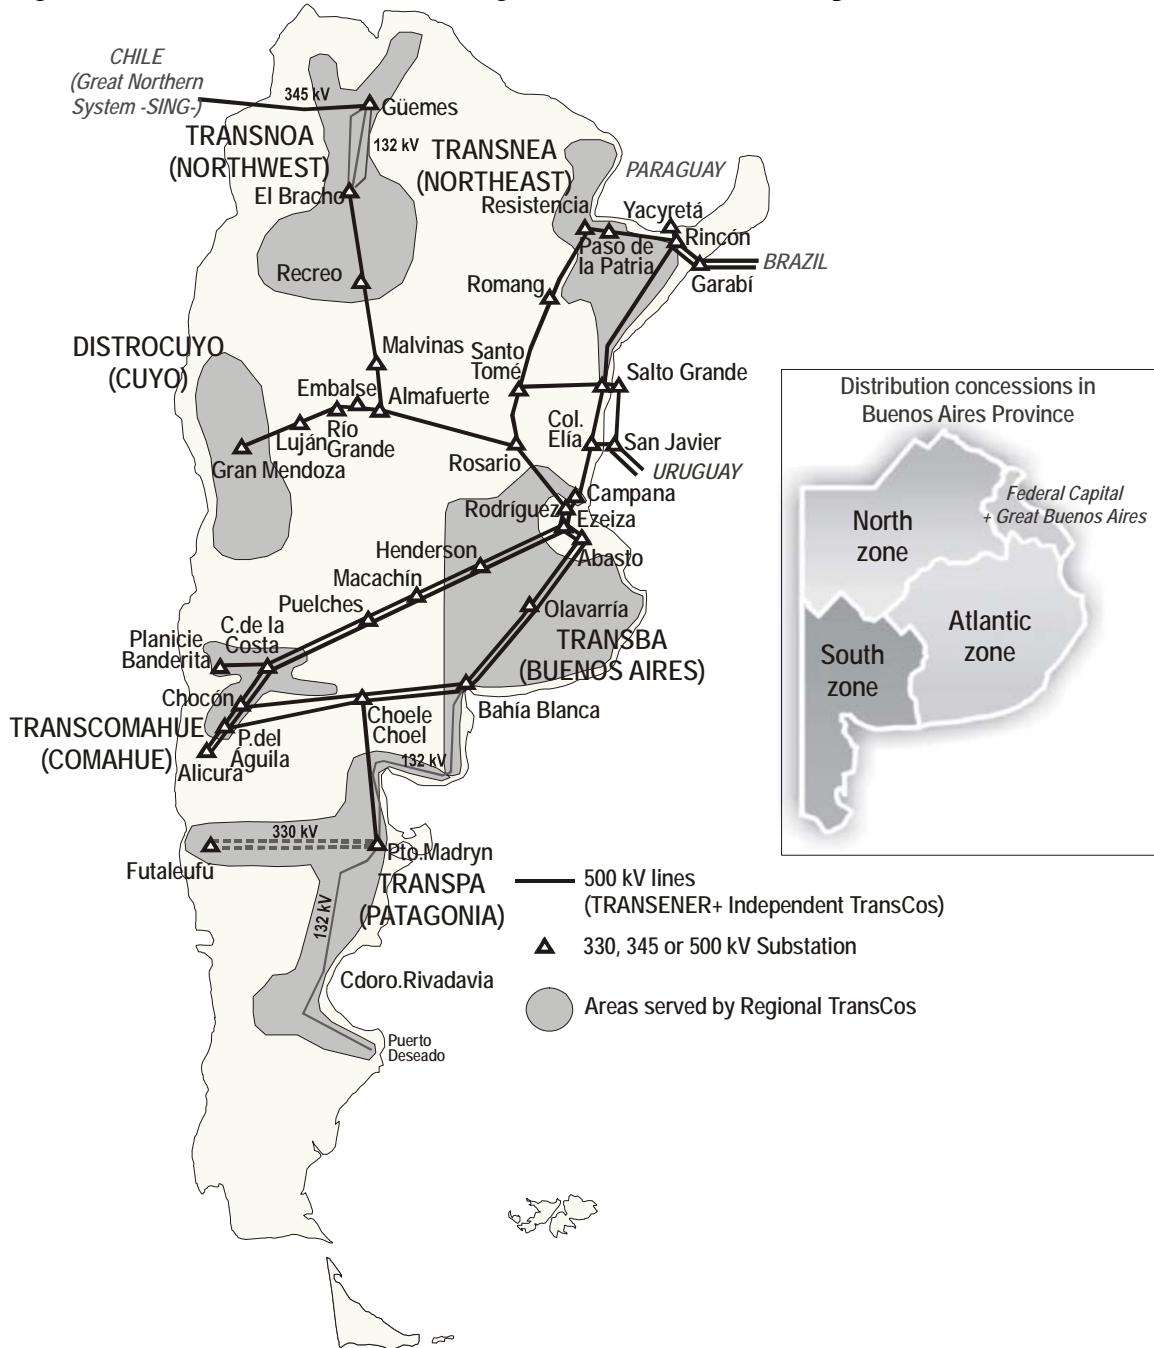 CHILE
(Great Northern
System -SING-)
345 kV
Güemes
TRANSNOA
(NORTHWEST)
132 kV
TRANSNEA
(NORTHEAST)
PARAGUAY
El Bracho
Resistencia
Yacyretá
Rincón
Paso de
la Patria
BRAZIL
Garabí
Recreo
Romang
DISTROCUYO
(CUYO)
Malvinas
Santo
Tomé
Salto Grande
Embalse
Almafuerte
Río
Grande
Luján
Gran Mendoza
Col.
Elía
San Javier
Rosario
URUGUAY
Campana
Rodríguez
Ezeiza
Henderson
Abasto
Macachín
Puelches
Olavarría
C.de la
Costa
Planicie
Banderita
TRANSBA
(BUENOS AIRES)
Chocón
Bahía Blanca
Choele
Choel
TRANSCOMAHUE
(COMAHUE)
P.del
Águila
Alicura
132 kV
330 kV
Futaleufú
Pto.Madryn
TRANSPA
(PATAGONIA)
132 kV
Cdoro.Rivadavia
Puerto
Deseado
500 kV lines
(TRANSENER+ Independent TransCos)
330, 345 or 500 kV Substation
Areas served by Regional TransCos
Distribution concessions in
Buenos Aires Province
Federal Capital
+ Great Buenos Aires
North
zone
Atlantic
zone
South
zone